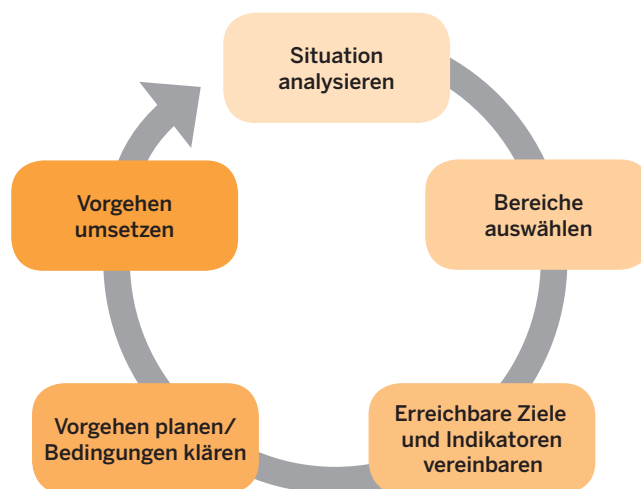 Situation
analysieren
Bereiche
auswählen
Erreichbare Ziele
und Indikatoren
vereinbaren
Vorgehen planen/
Bedingungen klären
Vorgehen
umsetzen